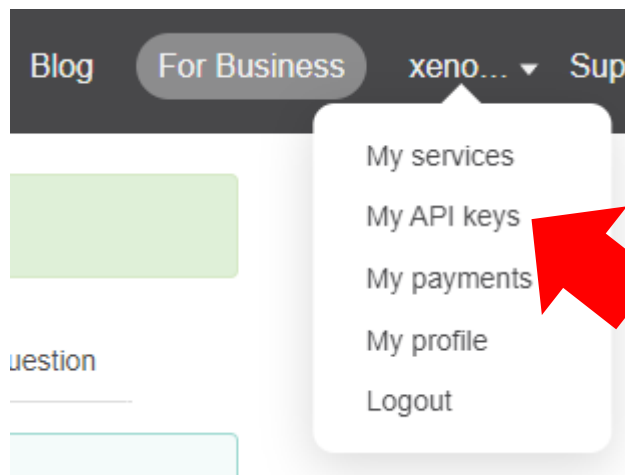 Blog For Business xeno... Sup
My services
My API keys
My payments
My profile
uestion
Logout